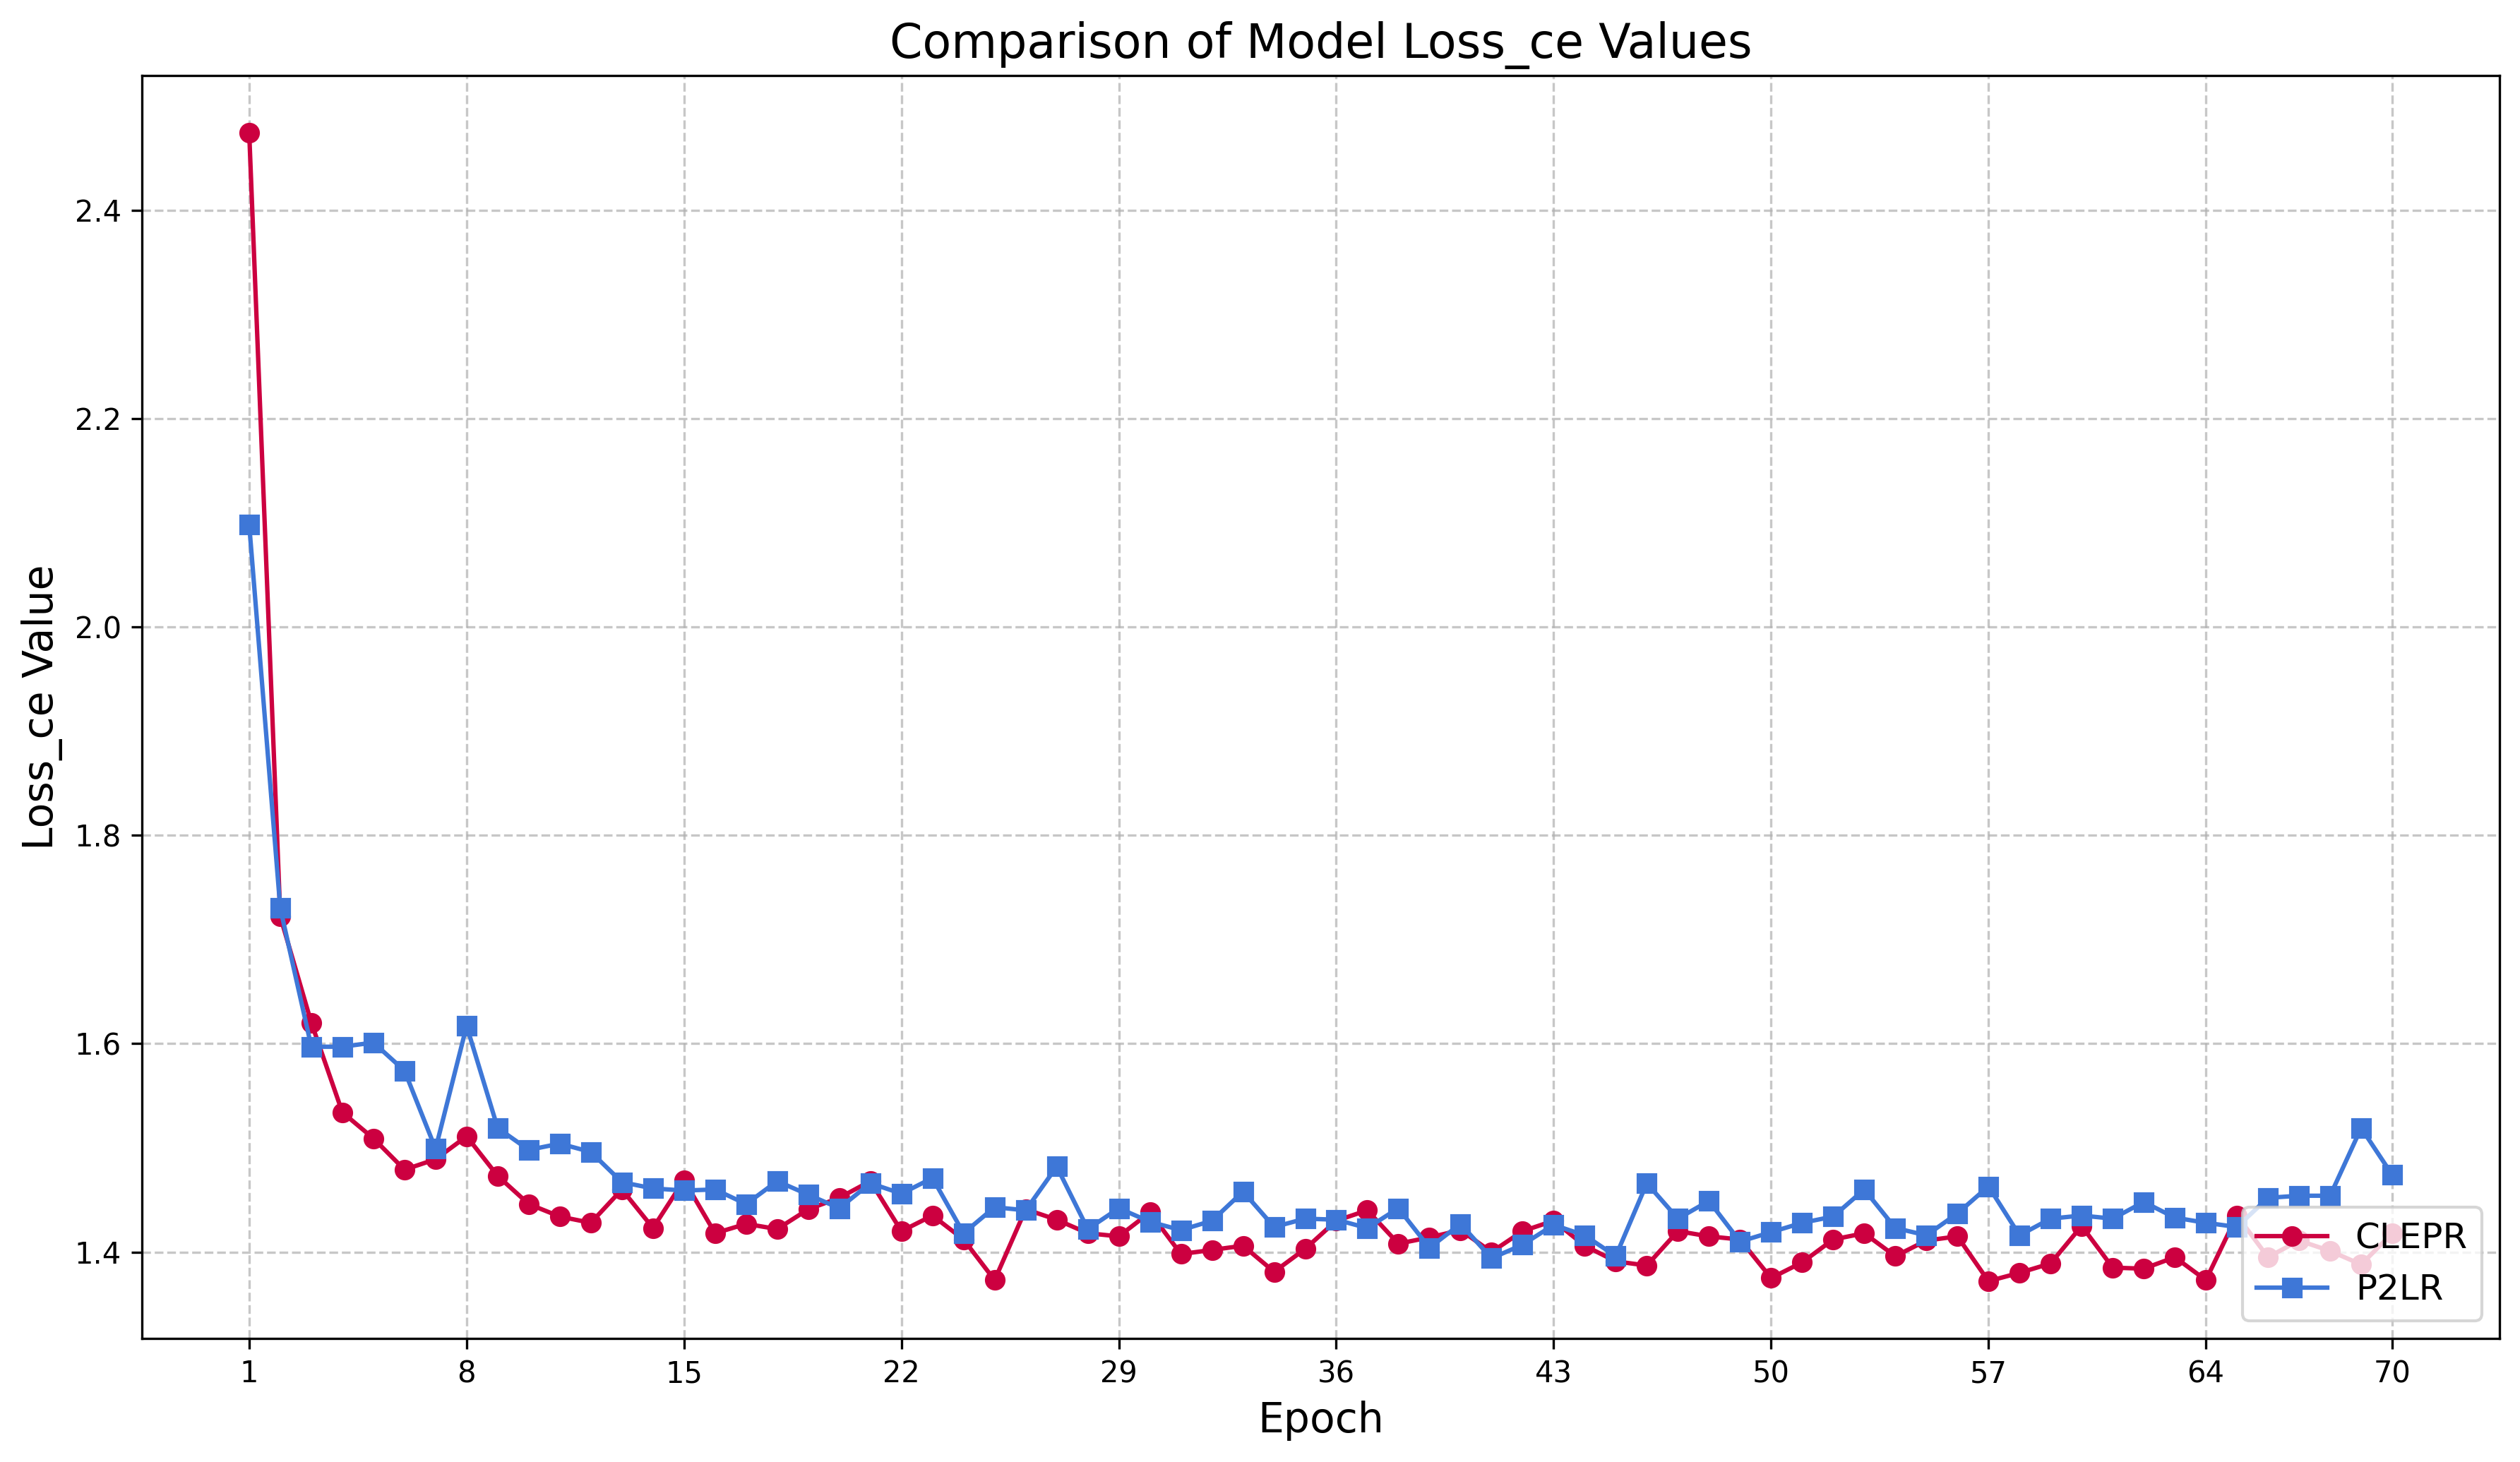 Comparison of Model Loss_ce Values
Loss_ce Value
2.4
2.2
2.0
1.8
1.6
1.4
1 8 15 22 29 36 43 50 57 64 70
Epoch
CLEPR
P2LR